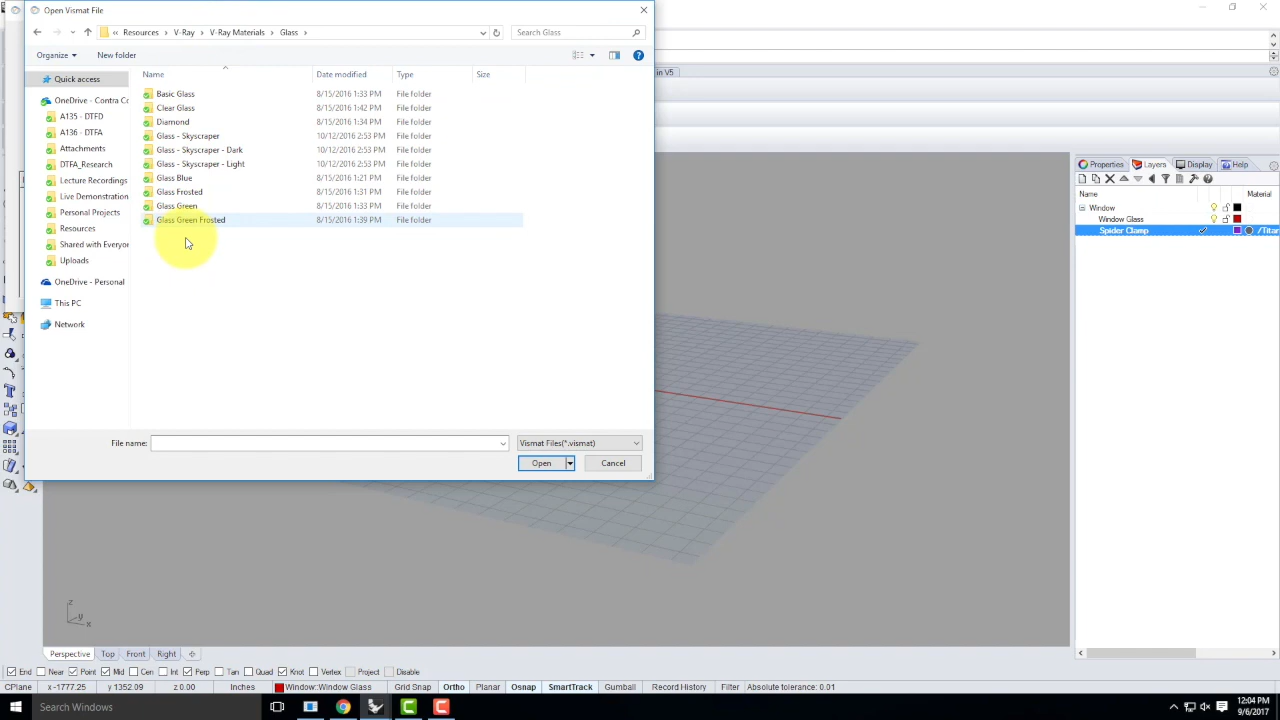 Open Vismat File
« Resources > V-Ray > V-Ray Materials > Glass >
Search Glass
Organize
New folder
Name
Date modified
Type
Size
Quick access
OneDrive - Contra Co
A135 - DTFD
A136 - DTFA
Attachments
DTFA_Research
Lecture Recordings
Live Demonstration
Personal Projects
Resources
Shared with Everyon
Uploads
OneDrive - Personal
This PC
Network
Basic Glass 8/15/2016 1:33 PM File folder
Clear Glass 8/15/2016 1:42 PM File folder
Diamond 8/15/2016 1:34 PM File folder
Glass - Skyscraper 10/12/2016 2:53 PM File folder
Glass - Skyscraper - Dark 10/12/2016 2:53 PM File folder
Glass - Skyscraper - Light 10/12/2016 2:53 PM File folder
Glass Blue 8/15/2016 1:21 PM File folder
Glass Frosted 8/15/2016 1:31 PM File folder
Glass Green 8/15/2016 1:33 PM File folder
Glass Green Frosted 8/15/2016 1:39 PM File folder
File name:
Vismat Files(*.vismat)
Open
Cancel
in V5
Properties Layers Display Help
Name Material
Window
Window Glass
Spider Clamp /Titan
z
y
x
Perspective Top Front Right
End Near Point Mid Cen Int Perp Tan Quad Knot Vertex Project Disable
CPlane x-1777.25 y 1352.09 z 0.00 Inches Window::Window Glass Grid Snap Ortho Planar Osnap SmartTrack Gumball Record History Filter Absolute tolerance: 0.01
Search Windows
12:04 PM
9/6/2017